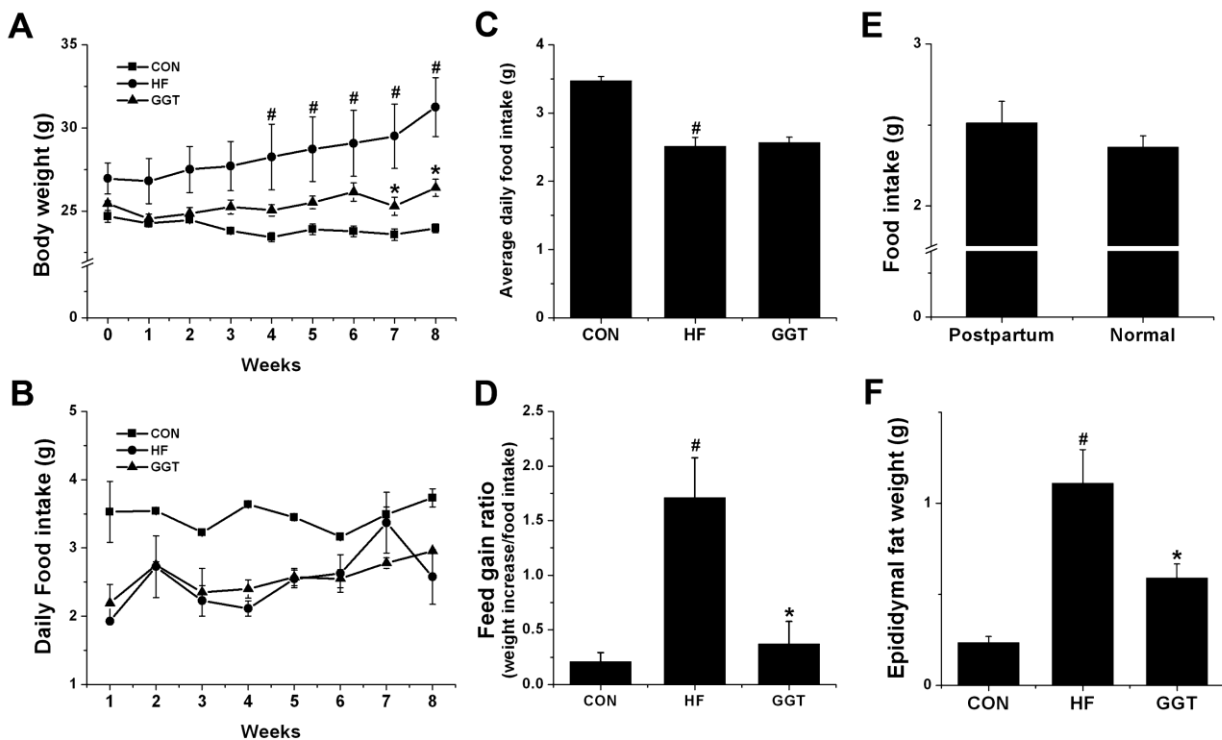 A
Body weight (g)
35
30
25
0
CON
HF
GGT
# # # # #
* *
0 1 2 3 4 5 6 7 8
Weeks
B
Daily Food intake (g)
5
4
3
2
1
CON
HF
GGT
1 2 3 4 5 6 7 8
Weeks
C
Average daily food intake (g)
4
3
2
1
0
#
CON HF GGT
D
Feed gain ratio
(weight increase/food intake)
2.5
2.0
1.5
1.0
0.5
0.0
#
*
CON HF GGT
E
Food intake (g)
3
2
0
Postpartum Normal
F
Epididymal fat weight (g)
1
0
#
*
CON HF GGT